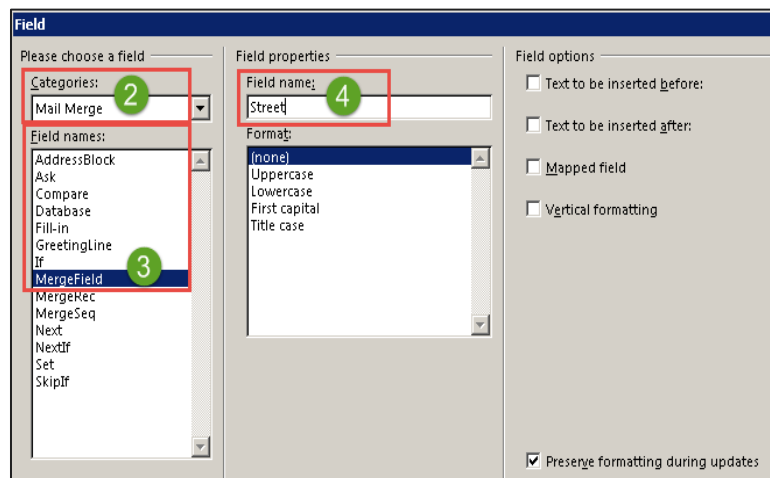 Field
Please choose a field
Categories:
2
Mail Merge
Field names:
AddressBlock
Ask
Compare
Database
Fill-in
GreetingLine
If
3
MergeField
MergeRec
MergeSeq
Next
NextIf
Set
SkipIf
Field properties
Field name:
4
Street
Format:
(none)
Uppercase
Lowercase
First capital
Title case
Field options
Text to be inserted before:
Text to be inserted after:
Mapped field
Vertical formatting
Preserve formatting during updates